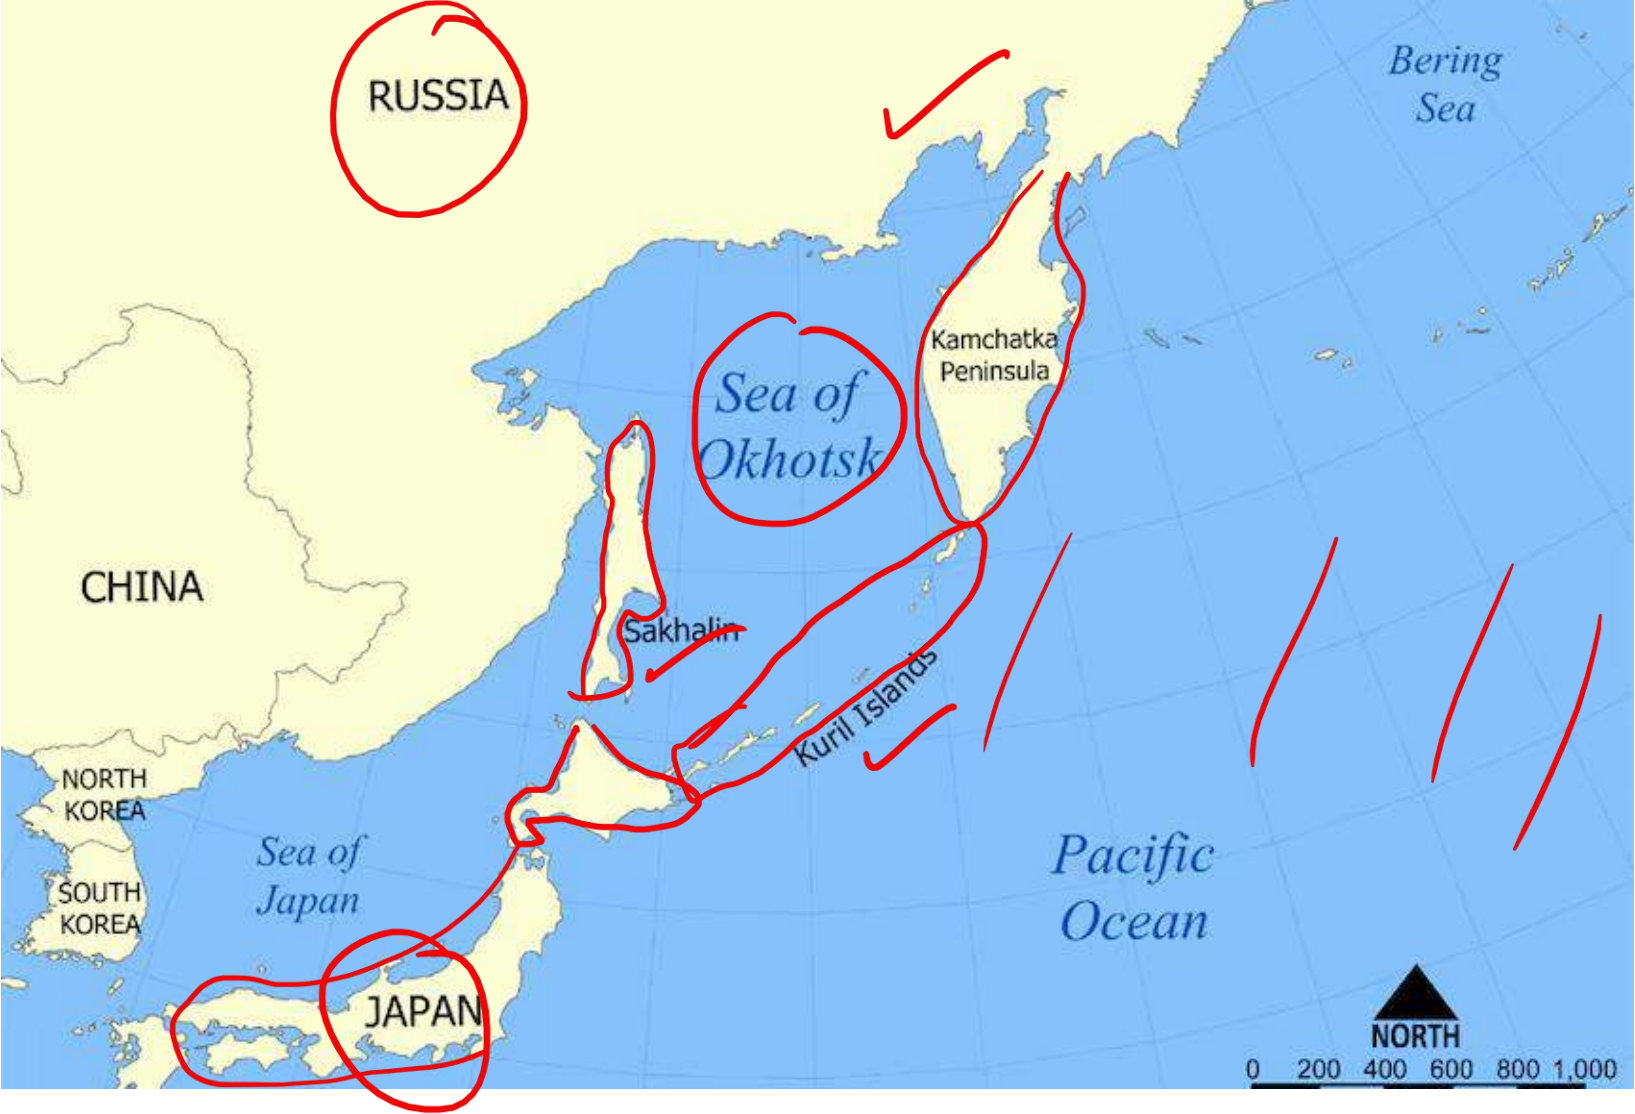 Bering
Sea
RUSSIA
Kamchatka
Peninsula
Sea of
Okhotsk
CHINA
Sakhalin
Kuril Islands
NORTH
KOREA
Sea of
Japan
SOUTH
KOREA
Pacific
Ocean
JAPAN
NORTH
0 200 400 600 800 1,000